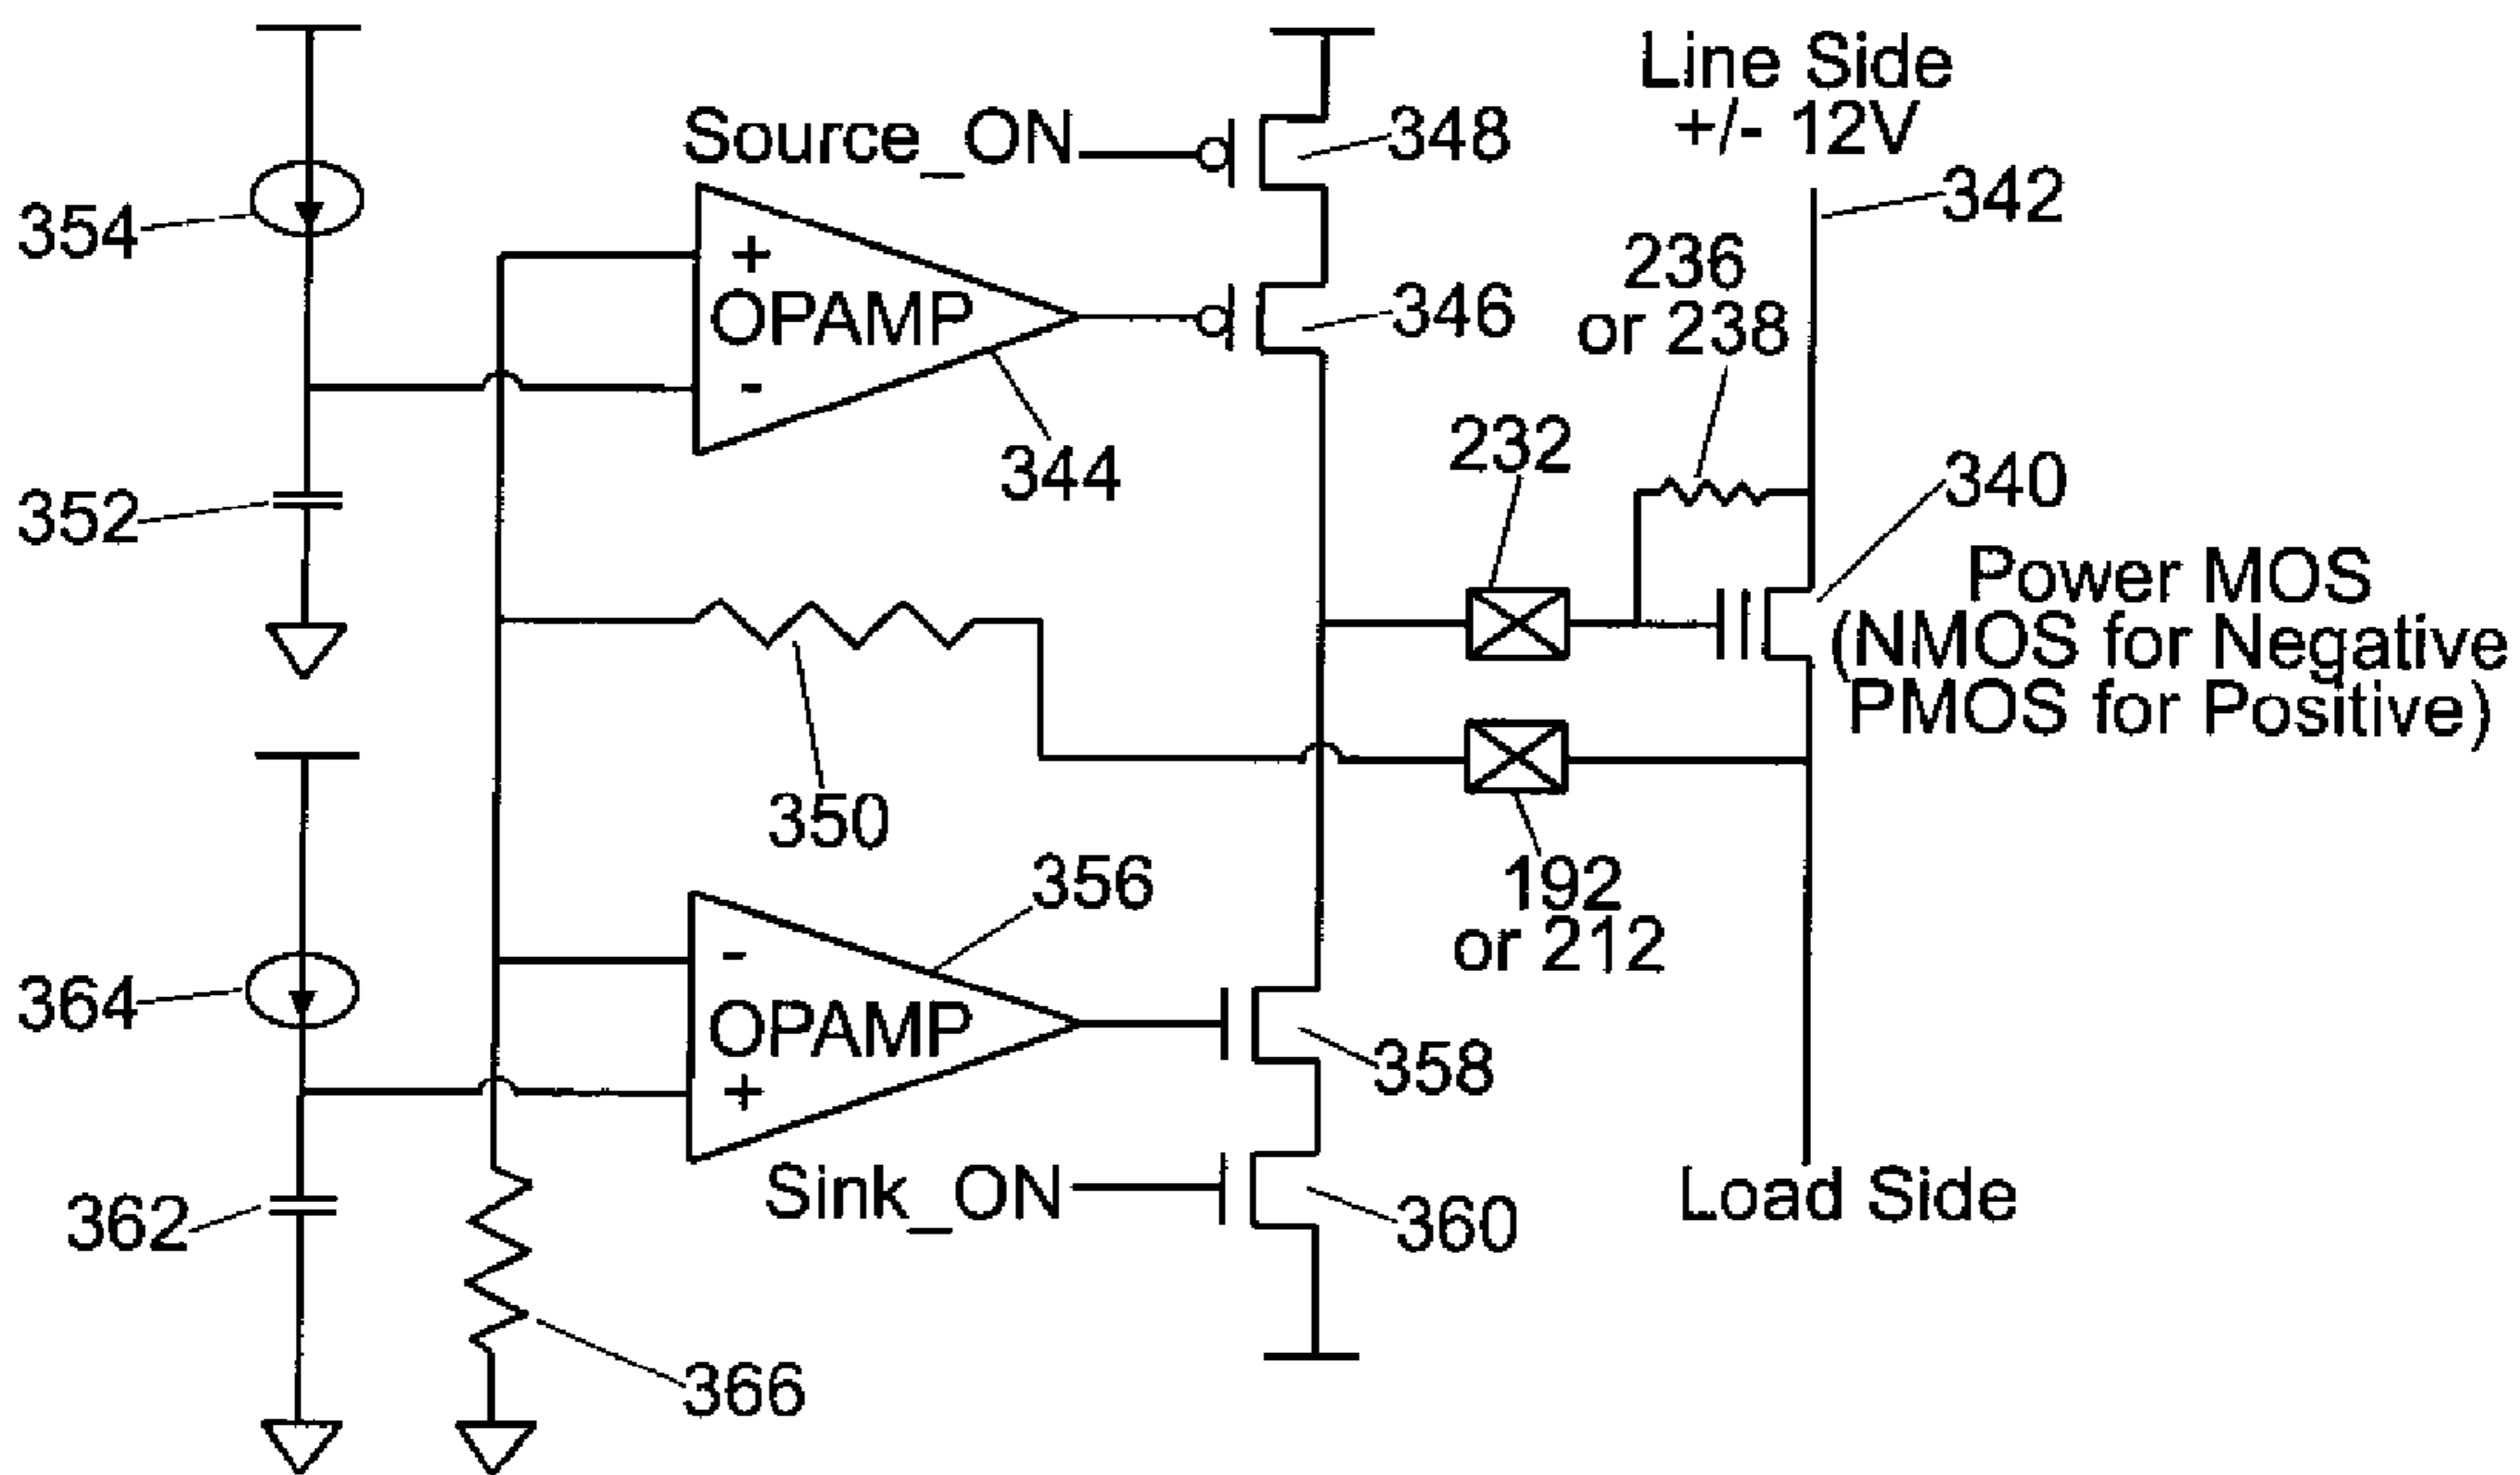 Line Side
+/- 12V
Source_ON
348
342
354
236
or 238
+
OPAMP
-
346
232
344
352
340
Power MOS
(NMOS for Negative
PMOS for Positive)
350
356
192
or 212
364
-
OPAMP
+
358
Sink_ON
362
360
Load Side
366